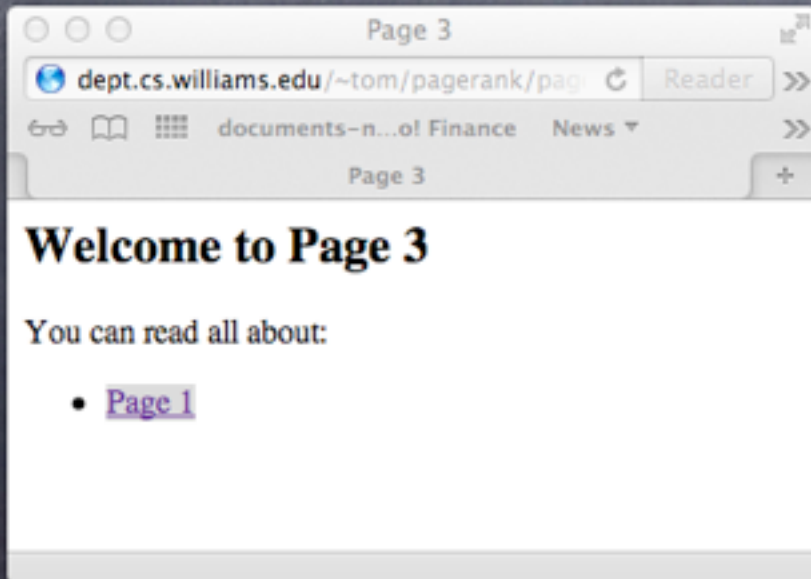 Page 3
dept.cs.williams.edu/~tom/pagerank/pag
Reader
documents-n...o! Finance News
Page 3
Welcome to Page 3
You can read all about:
• Page 1